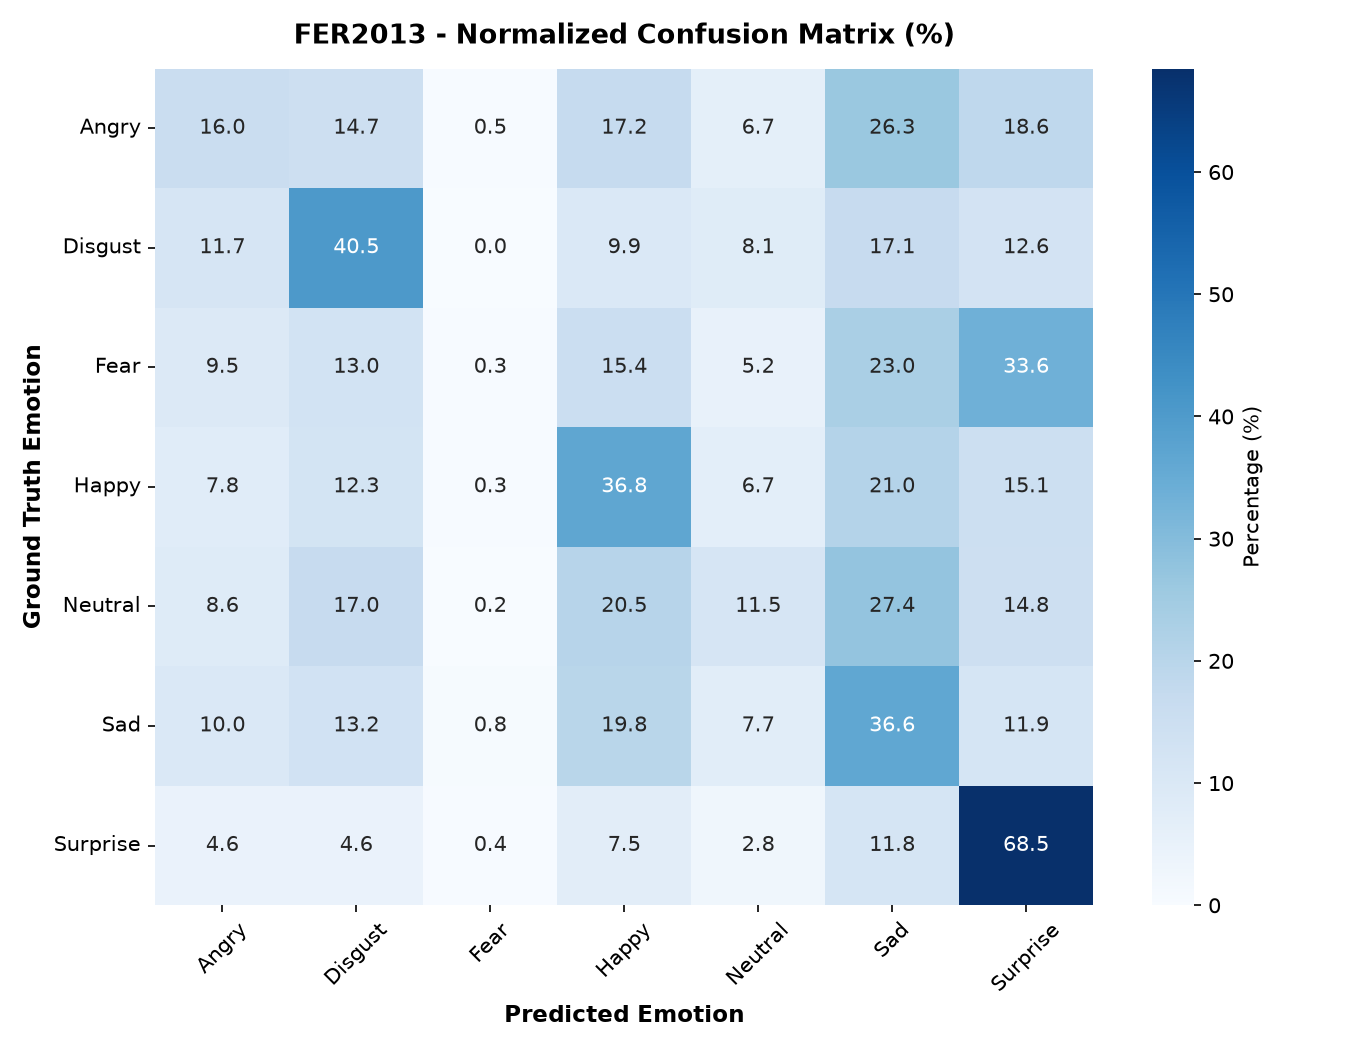 FER2013 - Normalized Confusion Matrix (%)
Ground Truth Emotion
Angry 16.0 14.7 0.5 17.2 6.7 26.3 18.6
Disgust 11.7 40.5 0.0 9.9 8.1 17.1 12.6
Fear 9.5 13.0 0.3 15.4 5.2 23.0 33.6
Happy 7.8 12.3 0.3 36.8 6.7 21.0 15.1
Neutral 8.6 17.0 0.2 20.5 11.5 27.4 14.8
Sad 10.0 13.2 0.8 19.8 7.7 36.6 11.9
Surprise 4.6 4.6 0.4 7.5 2.8 11.8 68.5
Angry Disgust Fear Happy Neutral Sad Surprise
Predicted Emotion
60
50
40
30
20
10
0
Percentage (%)